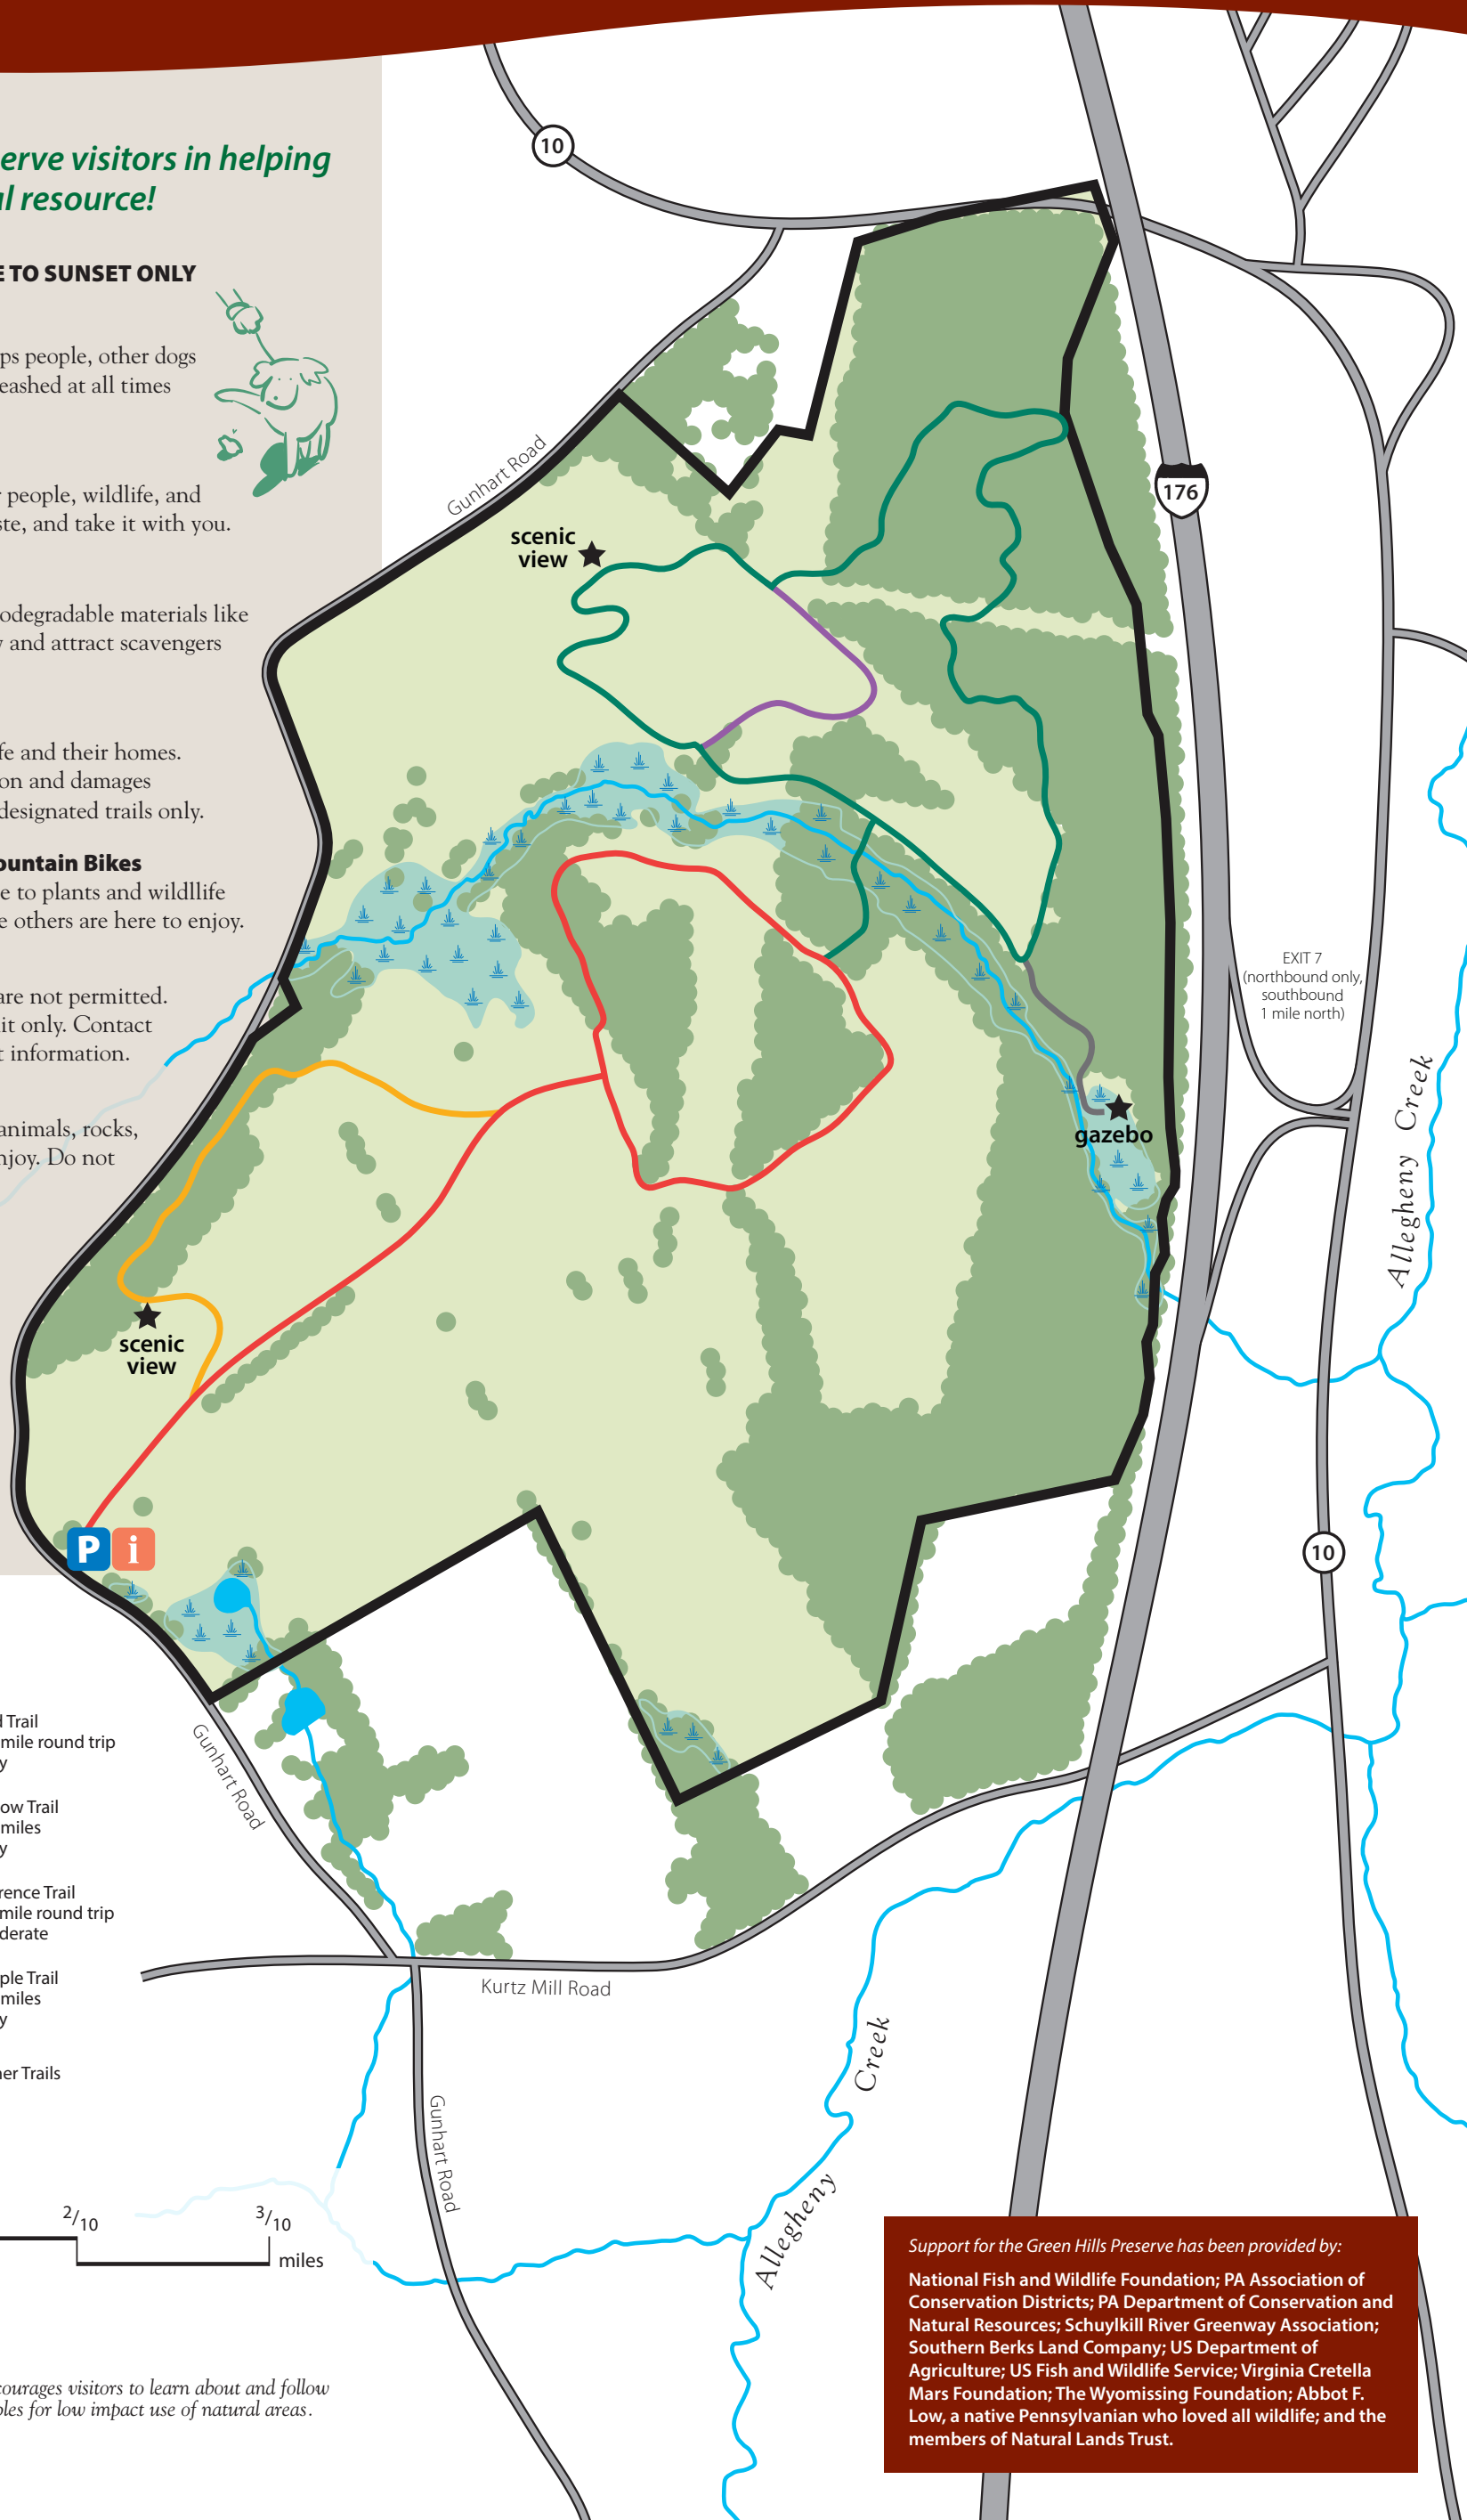 erve visitors in helping
al resource!
E TO SUNSET ONLY
ps people, other dogs
eashed at all times
r people, wildlife, and
ste, and take it with you.
odegradable materials like
y and attract scavengers
fe and their homes.
on and damages
designated trails only.
ountain Bikes
e to plants and wildllife
e others are here to enjoy.
are not permitted.
it only. Contact
t information.
animals, rocks,
njoy. Do not
10
Gunhart Road
scenic
view
176
EXIT 7
(northbound only,
southbound
1 mile north)
Allegheny Creek
gazebo
scenic
view
P i
10
Gunhart Road
d Trail
mile round trip
y
ow Trail
miles
y
rence Trail
mile round trip
derate
ple Trail
miles
y
er Trails
Kurtz Mill Road
Gunhart Road
Allegheny Creek
2/10
3/10
miles
courages visitors to learn about and follow
ples for low impact use of natural areas.
Support for the Green Hills Preserve has been provided by:
National Fish and Wildlife Foundation; PA Association of
Conservation Districts; PA Department of Conservation and
Natural Resources; Schuylkill River Greenway Association;
Southern Berks Land Company; US Department of
Agriculture; US Fish and Wildlife Service; Virginia Cretella
Mars Foundation; The Wyomissing Foundation; Abbot F.
Low, a native Pennsylvanian who loved all wildlife; and the
members of Natural Lands Trust.